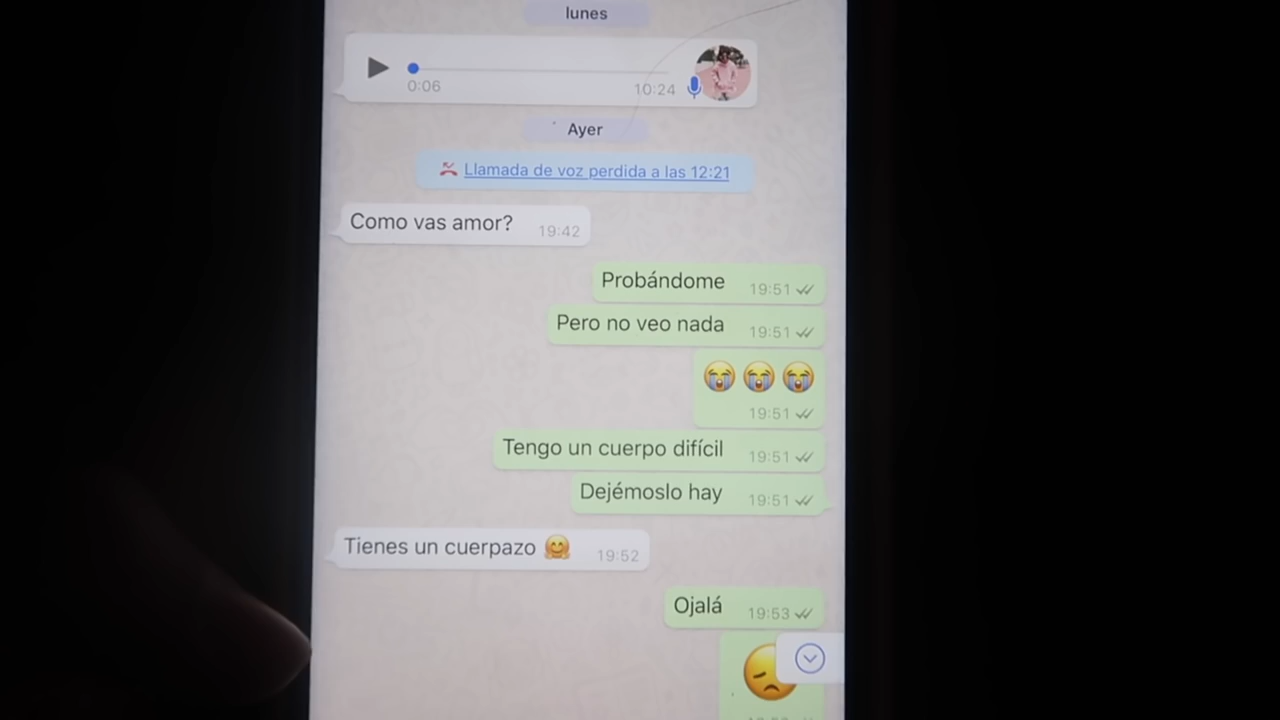 lunes
0:06 10:24
Ayer
Llamada de voz perdida a las 12:21
Como vas amor? 19:42
Probándome 19:51
Pero no veo nada 19:51
😭😭😭
19:51
Tengo un cuerpo difícil 19:51
Dejémoslo hay 19:51
Tienes un cuerpazo 🤗 19:52
Ojalá 19:53
😞